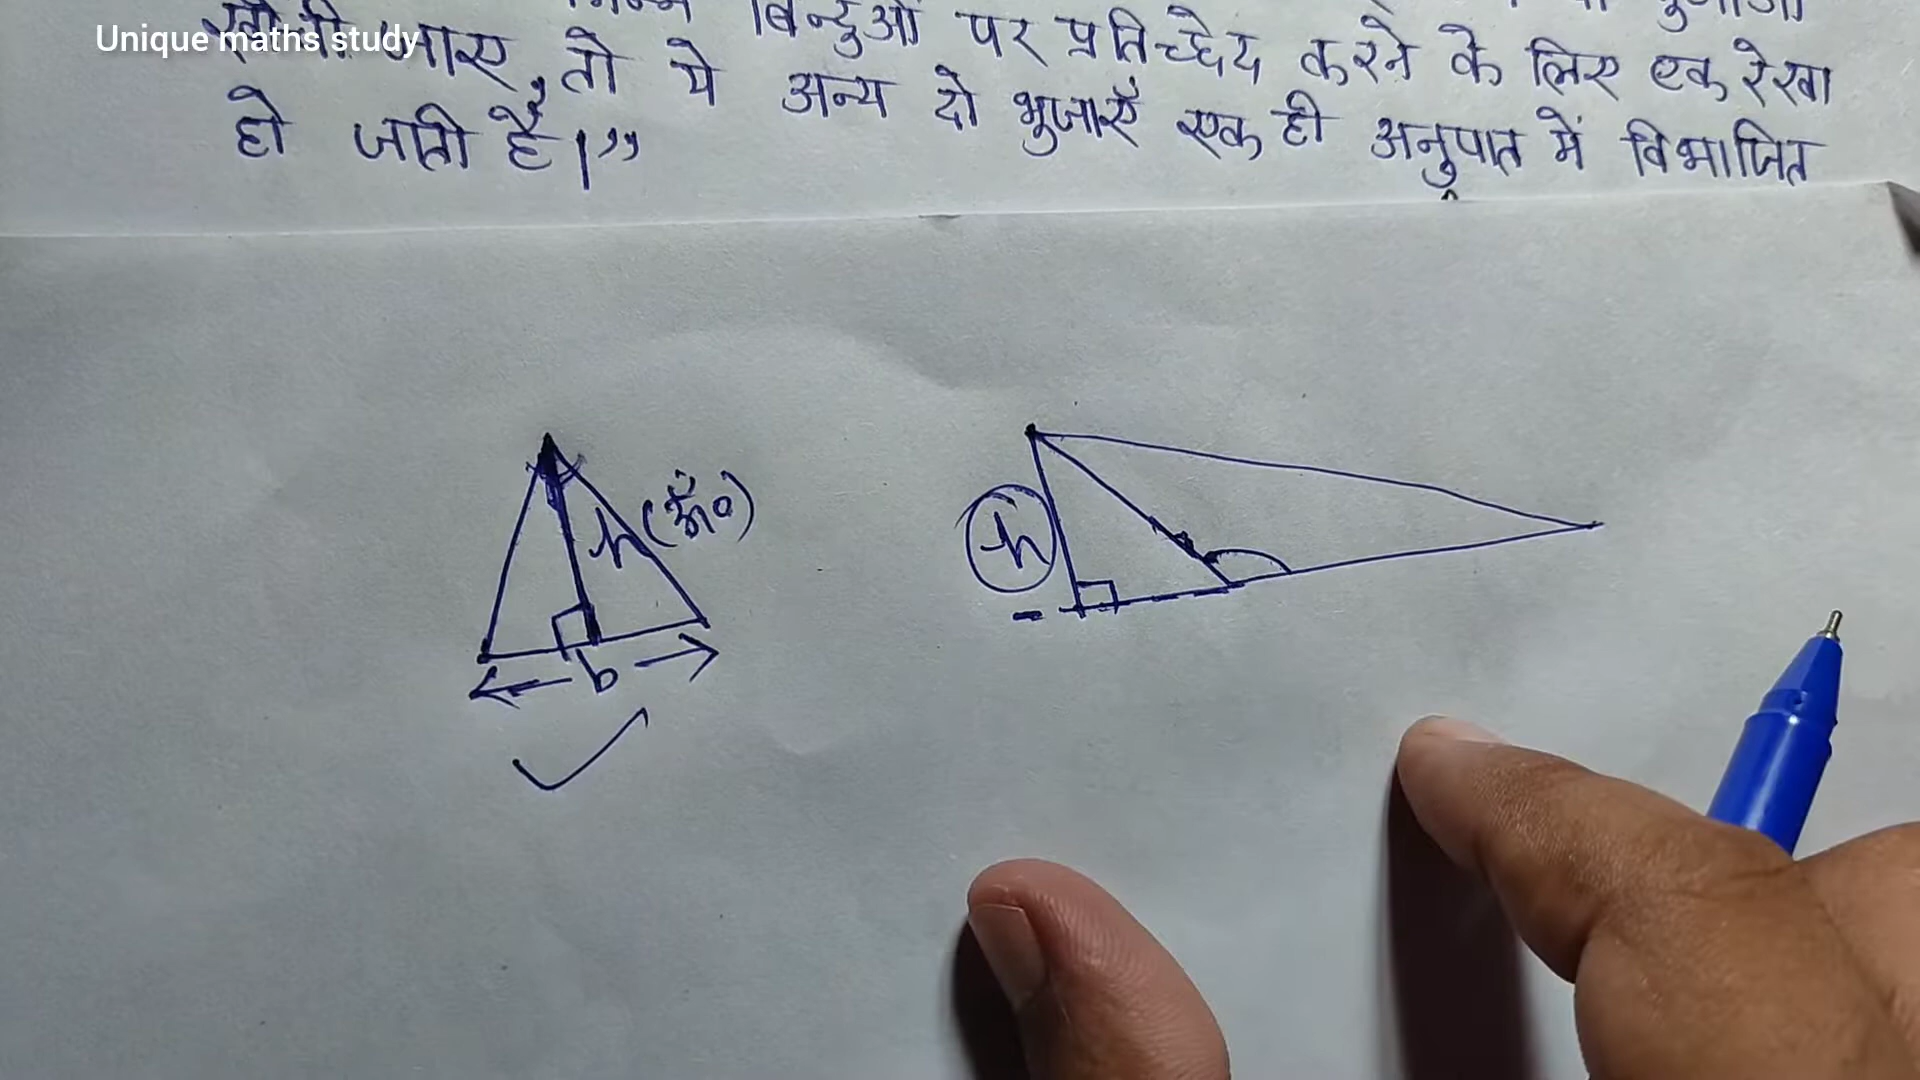 बिन्दुओं पर प्रतिच्छेद करने के लिए एक रेखा
जाए, तो ये अन्य दो भुजाएँ एक ही अनुपात में विभाजित
हो जाती है।”
Unique maths study
h (ऊँ०)
b
h